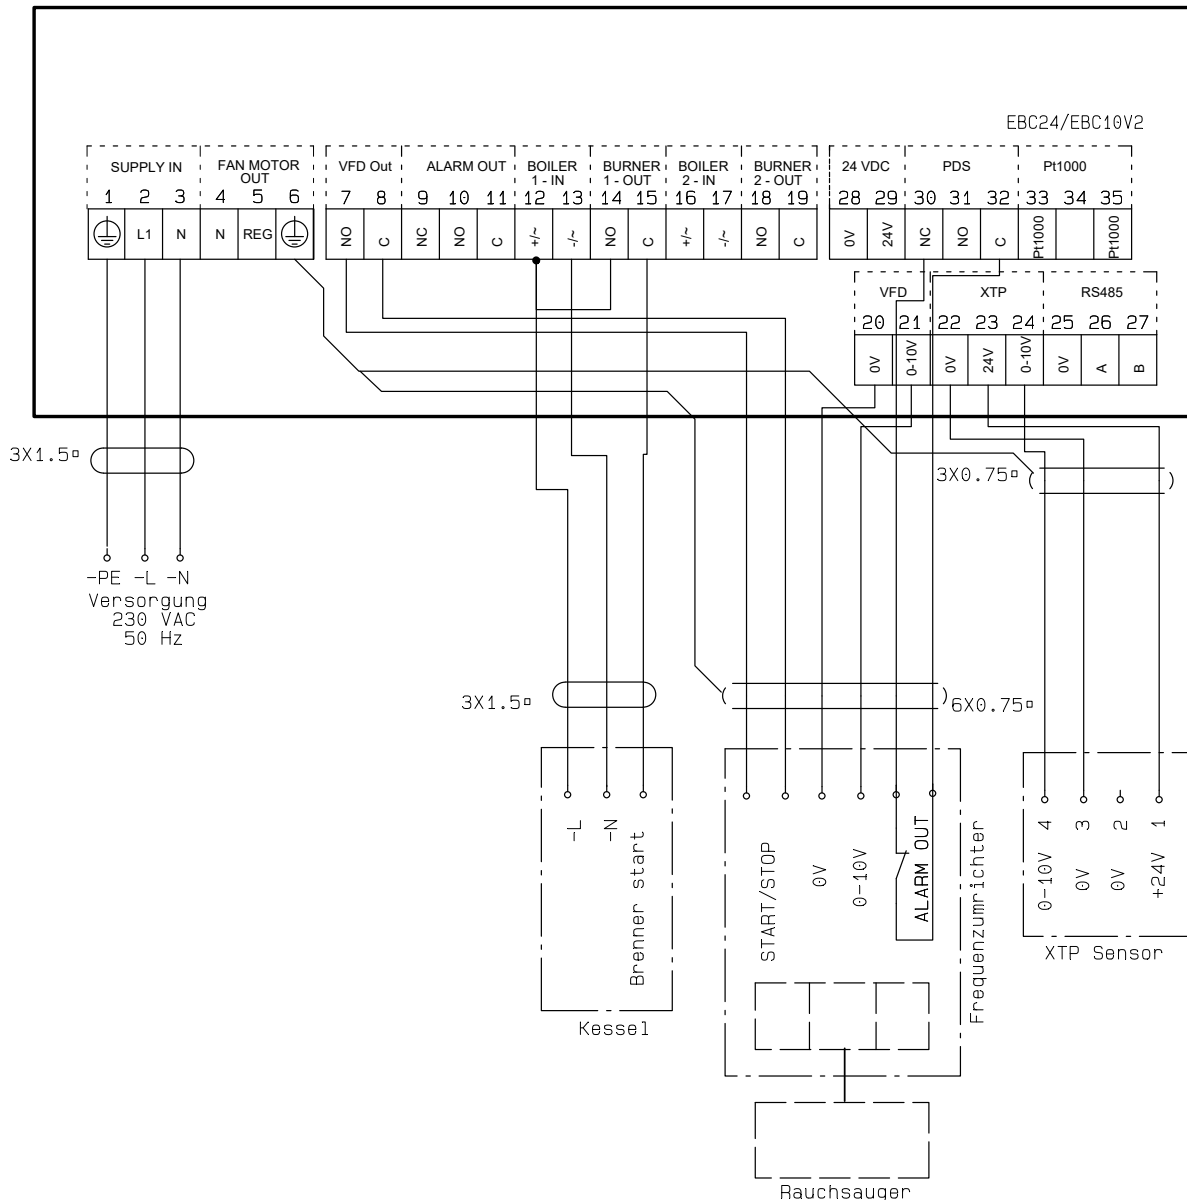 EBC24/EBC10V2
SUPPLY IN
FAN MOTOR
OUT
VFD Out
ALARM OUT
BOILER
1 - IN
BURNER
1 - OUT
BOILER
2 - IN
BURNER
2 - OUT
24 VDC
PDS
Pt1000
1 2 3 4 5 6 7 8 9 10 11 12 13 14 15 16 17 18 19 28 29 30 31 32 33 34 35
L1 N N REG NO C NC NO C +/~ -/~ NO C +/~ -/~ NO C 0V 24V NC NO C Pt1000 Pt1000
VFD
XTP
RS485
20 21 22 23 24 25 26 27
0V 0-10V 0V 24V 0-10V 0V A B
3X1.5▫
3X0.75▫
-PE -L -N
Versorgung
230 VAC
50 Hz
3X1.5▫
6X0.75▫
-L
-N
Brenner start
Kessel
START/STOP
0V
0-10V
ALARM OUT
Frequenzumrichter
Rauchsauger
4 3 2 1
0-10V
0V
0V
+24V
XTP Sensor